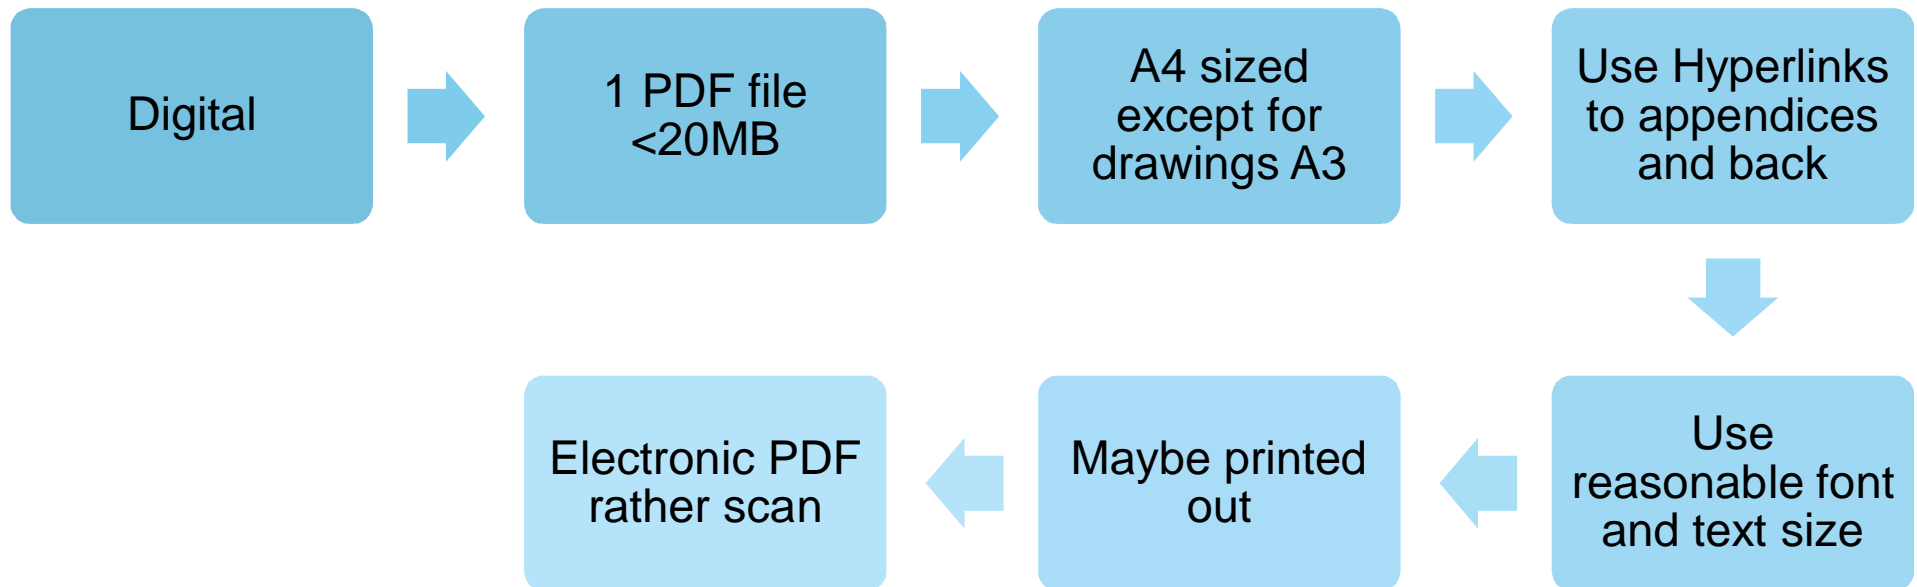 Digital
1 PDF file
<20MB
A4 sized
except for
drawings A3
Use Hyperlinks
to appendices
and back
Use
reasonable font
and text size
Maybe printed
out
Electronic PDF
rather scan